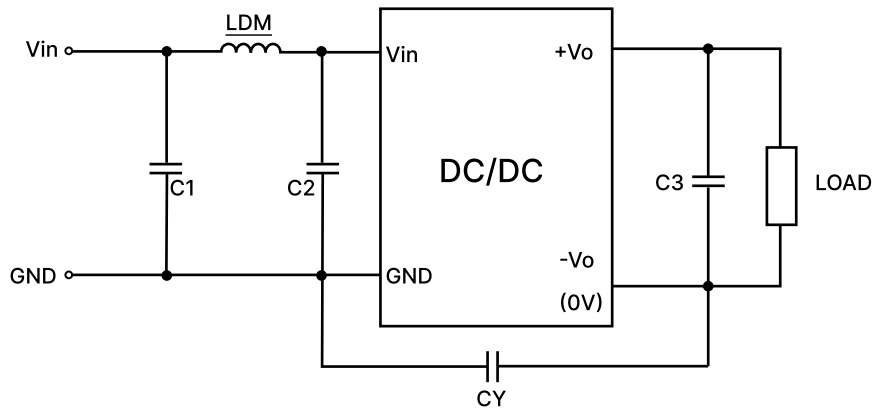 LDM
Vin
Vin
+Vo
DC/DC
C1
C2
C3
LOAD
-Vo
GND
GND
(0V)
CY